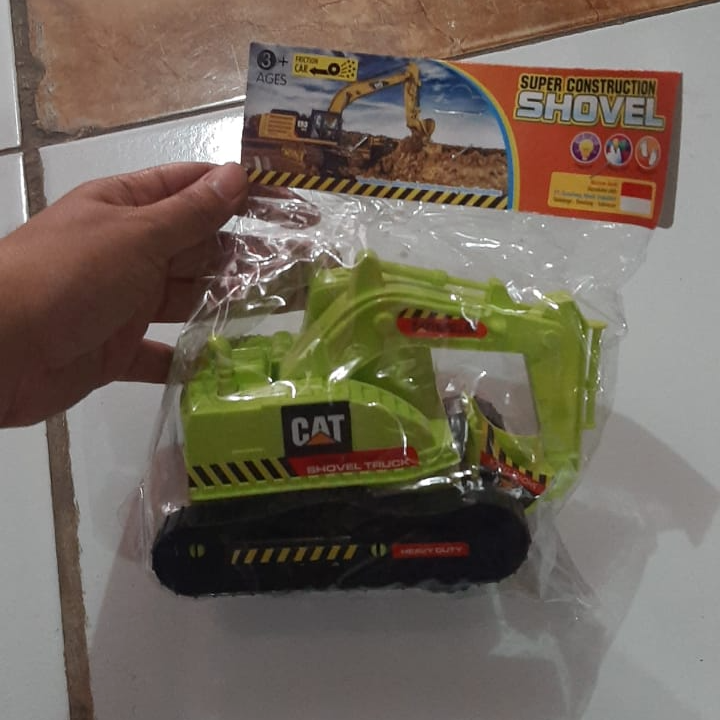 3+
AGES
FRICTION
CAR
SUPER CONSTRUCTION
SHOVEL
CAT
SHOVEL TRUCK
HEAVY DUTY